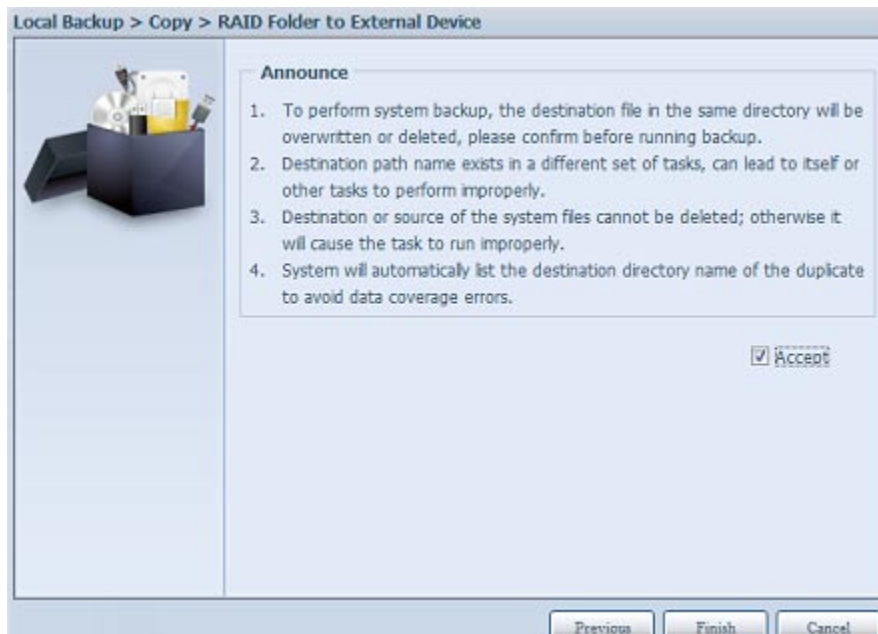 Local Backup > Copy > RAID Folder to External Device
Announce
1. To perform system backup, the destination file in the same directory will be
overwritten or deleted, please confirm before running backup.
2. Destination path name exists in a different set of tasks, can lead to itself or
other tasks to perform improperly.
3. Destination or source of the system files cannot be deleted; otherwise it
will cause the task to run improperly.
4. System will automatically list the destination directory name of the duplicate
to avoid data coverage errors.
Accept
Previous Finish Cancel